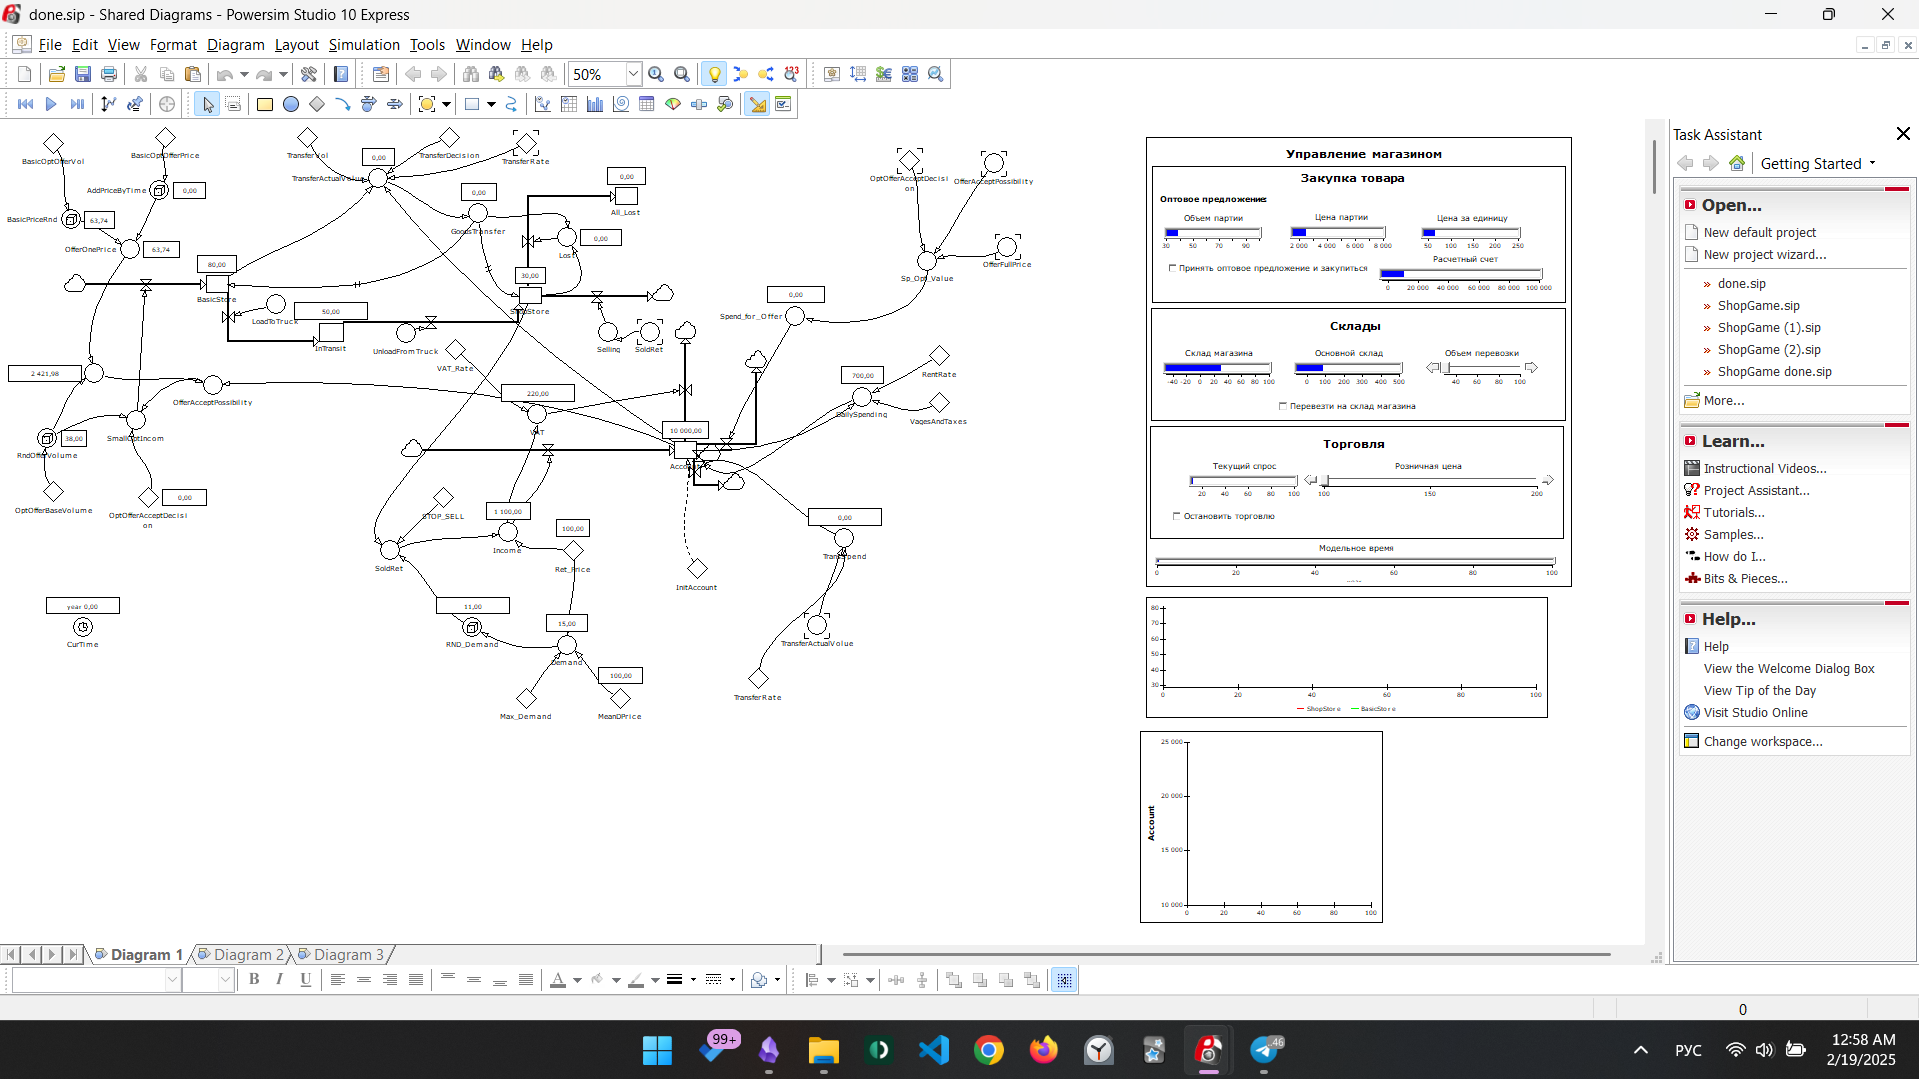 done.sip - Shared Diagrams - Powersim Studio 10 Express
File Edit View Format Diagram Layout Simulation Tools Window Help
50%
BasicOptOfferVol
BasicOptOfferPrice
TransferVol
0,00
TransferDecision
TransferRate
TransferActualValue
AddPriceByTime
0,00
BasicPriceRnd
63,74
OfferOnePrice
63,74
0,00
GoodsTransfer
0,00
All_Lost
Lost
0,00
80,00
BasicStore
LoadToTruck
50,00
InTransit
UnloadFromTruck
30,00
ShopStore
Selling
SoldRet
OptOfferAcceptDecisi
on
OfferAcceptPossibility
OfferFullPrice
Sp_Opt_Value
0,00
Spend_for_Offer
2 421,98
OfferAcceptPossibility
VAT_Rate
220,00
VAT
700,00
RentRate
DailySpending
VagesAndTaxes
RndOfferVolume
38,00
SmallOptIncom
10 000,00
OptOfferBaseVolume
OptOfferAcceptDecisi
on
0,00
STOP_SELL
1 100,00
Income
100,00
Ret_Price
SoldRet
InitAccount
0,00
TransSpend
year 0,00
CurTime
11,00
RND_Demand
15,00
Demand
TransferActualValue
100,00
Max_Demand
MeanDPrice
TransferRate
Управление магазином
Закупка товара
Оптовое предложение
Объем партии
Цена партии
Цена за единицу
30 50 70 90
2 000 4 000 6 000 8 000
50 100 150 200 250
Принять оптовое предложение и закупиться
Расчетный счет
0 20 000 40 000 60 000 80 000 100 000
Склады
Склад магазина
Основной склад
Объем перевозки
-40 -20 0 20 40 60 80 100
0 100 200 300 400 500
40 60 80 100
Перевезти на склад магазина
Торговля
Текущий спрос
Розничная цена
20 40 60 80 100
100 150 200
Остановить торговлю
Модельное время
0 20 40 60 80 100
80
70
60
50
40
30
0 20 40 60 80 100
ShopStore BasicStore
25 000
20 000
15 000
10 000
Account
0 20 40 60 80 100
Task Assistant
Getting Started
Open...
New default project
New project wizard...
done.sip
ShopGame.sip
ShopGame (1).sip
ShopGame (2).sip
ShopGame done.sip
More...
Learn...
Instructional Videos...
Project Assistant...
Tutorials...
Samples...
How do I...
Bits & Pieces...
Help...
Help
View the Welcome Dialog Box
View Tip of the Day
Visit Studio Online
Change workspace...
Diagram 1 Diagram 2 Diagram 3
B I U
0
99+
46
РУС
12:58 AM
2/19/2025